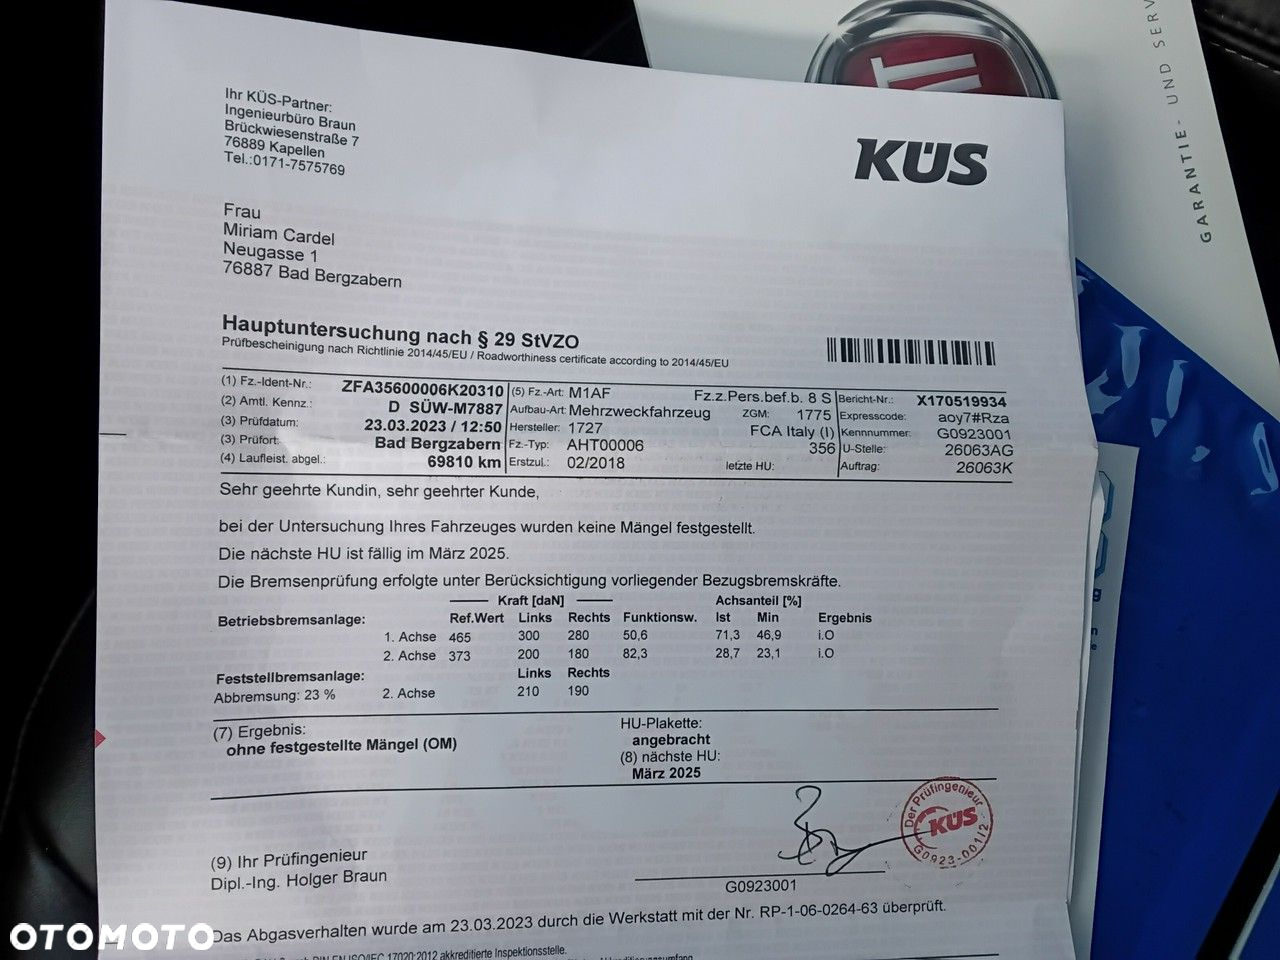 Ihr KÜS-Partner:
Ingenieurbüro Braun
Brückwiesenstraße 7
76889 Kapellen
Tel.:0171-7575769
KÜS
GARANTIE- UND SERV
Frau
Miriam Cardel
Neugasse 1
76887 Bad Bergzabern
Hauptuntersuchung nach § 29 StVZO
Prüfbescheinigung nach Richtlinie 2014/45/EU / Roadworthiness certificate according to 2014/45/EU
(1) Fz.-Ident-Nr.: ZFA35600006K20310 (5) Fz.-Art: M1AF Fz.z.Pers.bef.b. 8 S Bericht-Nr.: X170519934
(2) Amtl. Kennz.: D SÜW-M7887 Aufbau-Art: Mehrzweckfahrzeug ZGM: 1775 Expresscode: aoy7#Rza
(3) Prüfdatum: 23.03.2023 / 12:50 Hersteller: 1727 FCA Italy (I) Kennnummer: G0923001
(3) Prüfort: Bad Bergzabern Fz.-Typ: AHT00006 356 U-Stelle: 26063AG
(4) Laufleist. abgel.: 69810 km Erstzul.: 02/2018 letzte HU: Auftrag: 26063K
Sehr geehrte Kundin, sehr geehrter Kunde,
bei der Untersuchung Ihres Fahrzeuges wurden keine Mängel festgestellt.
Die nächste HU ist fällig im März 2025.
Die Bremsenprüfung erfolgte unter Berücksichtigung vorliegender Bezugsbremskräfte.
Kraft [daN] Achsanteil [%]
Betriebsbremsanlage: Ref.Wert Links Rechts Funktionsw. Ist Min Ergebnis
1. Achse 465 300 280 50,6 71,3 46,9 i.O
2. Achse 373 200 180 82,3 28,7 23,1 i.O
Feststellbremsanlage: Links Rechts
Abbremsung: 23 % 2. Achse 210 190
(7) Ergebnis:
ohne festgestellte Mängel (OM)
HU-Plakette:
angebracht
(8) nächste HU:
März 2025
Der Prüfingenieur
KÜS
G0923-001/2
(9) Ihr Prüfingenieur
Dipl.-Ing. Holger Braun
G0923001
Das Abgasverhalten wurde am 23.03.2023 durch die Werkstatt mit der Nr. RP-1-06-0264-63 überprüft.
DIN EN ISO/IEC 17020:2012 akkreditierte Inspektionsstelle.
OTOMOTO